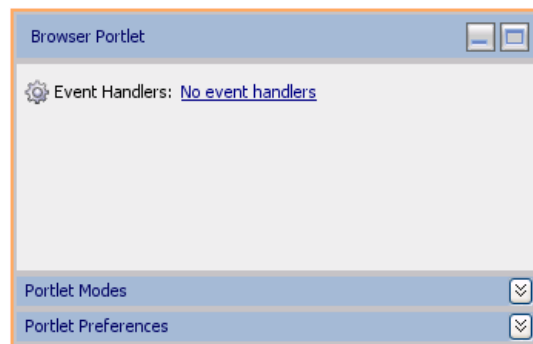 Browser Portlet
Event Handlers: No event handlers
Portlet Modes
Portlet Preferences